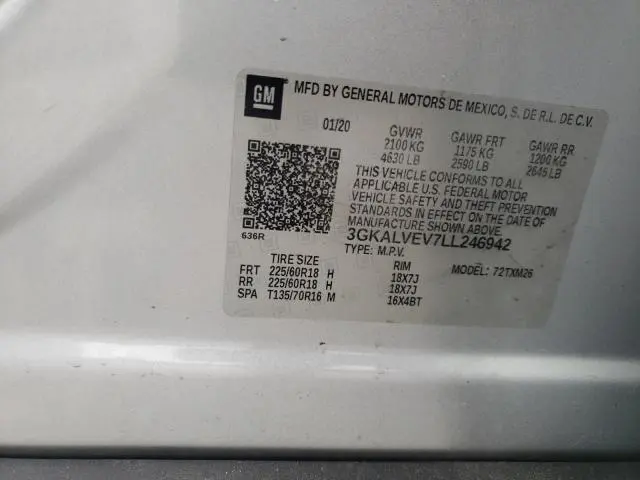 GM
MFD BY GENERAL MOTORS DE MEXICO, S. DE R.L. DE C.V.
01/20 GVWR GAWR FRT GAWR RR
2100 KG 1175 KG 1200 KG
4630 LB 2590 LB 2645 LB
THIS VEHICLE CONFORMS TO ALL
APPLICABLE U.S. FEDERAL MOTOR
VEHICLE SAFETY AND THEFT PREVENTION
STANDARDS IN EFFECT ON THE DATE OF
MANUFACTURE SHOWN ABOVE.
636R
3GKALVEV7LL246942
TYPE: M.P.V.
TIRE SIZE RIM MODEL: 72TXM26
FRT 225/60R18 H 18X7J
RR 225/60R18 H 18X7J
SPA T135/70R16 M 16X4BT